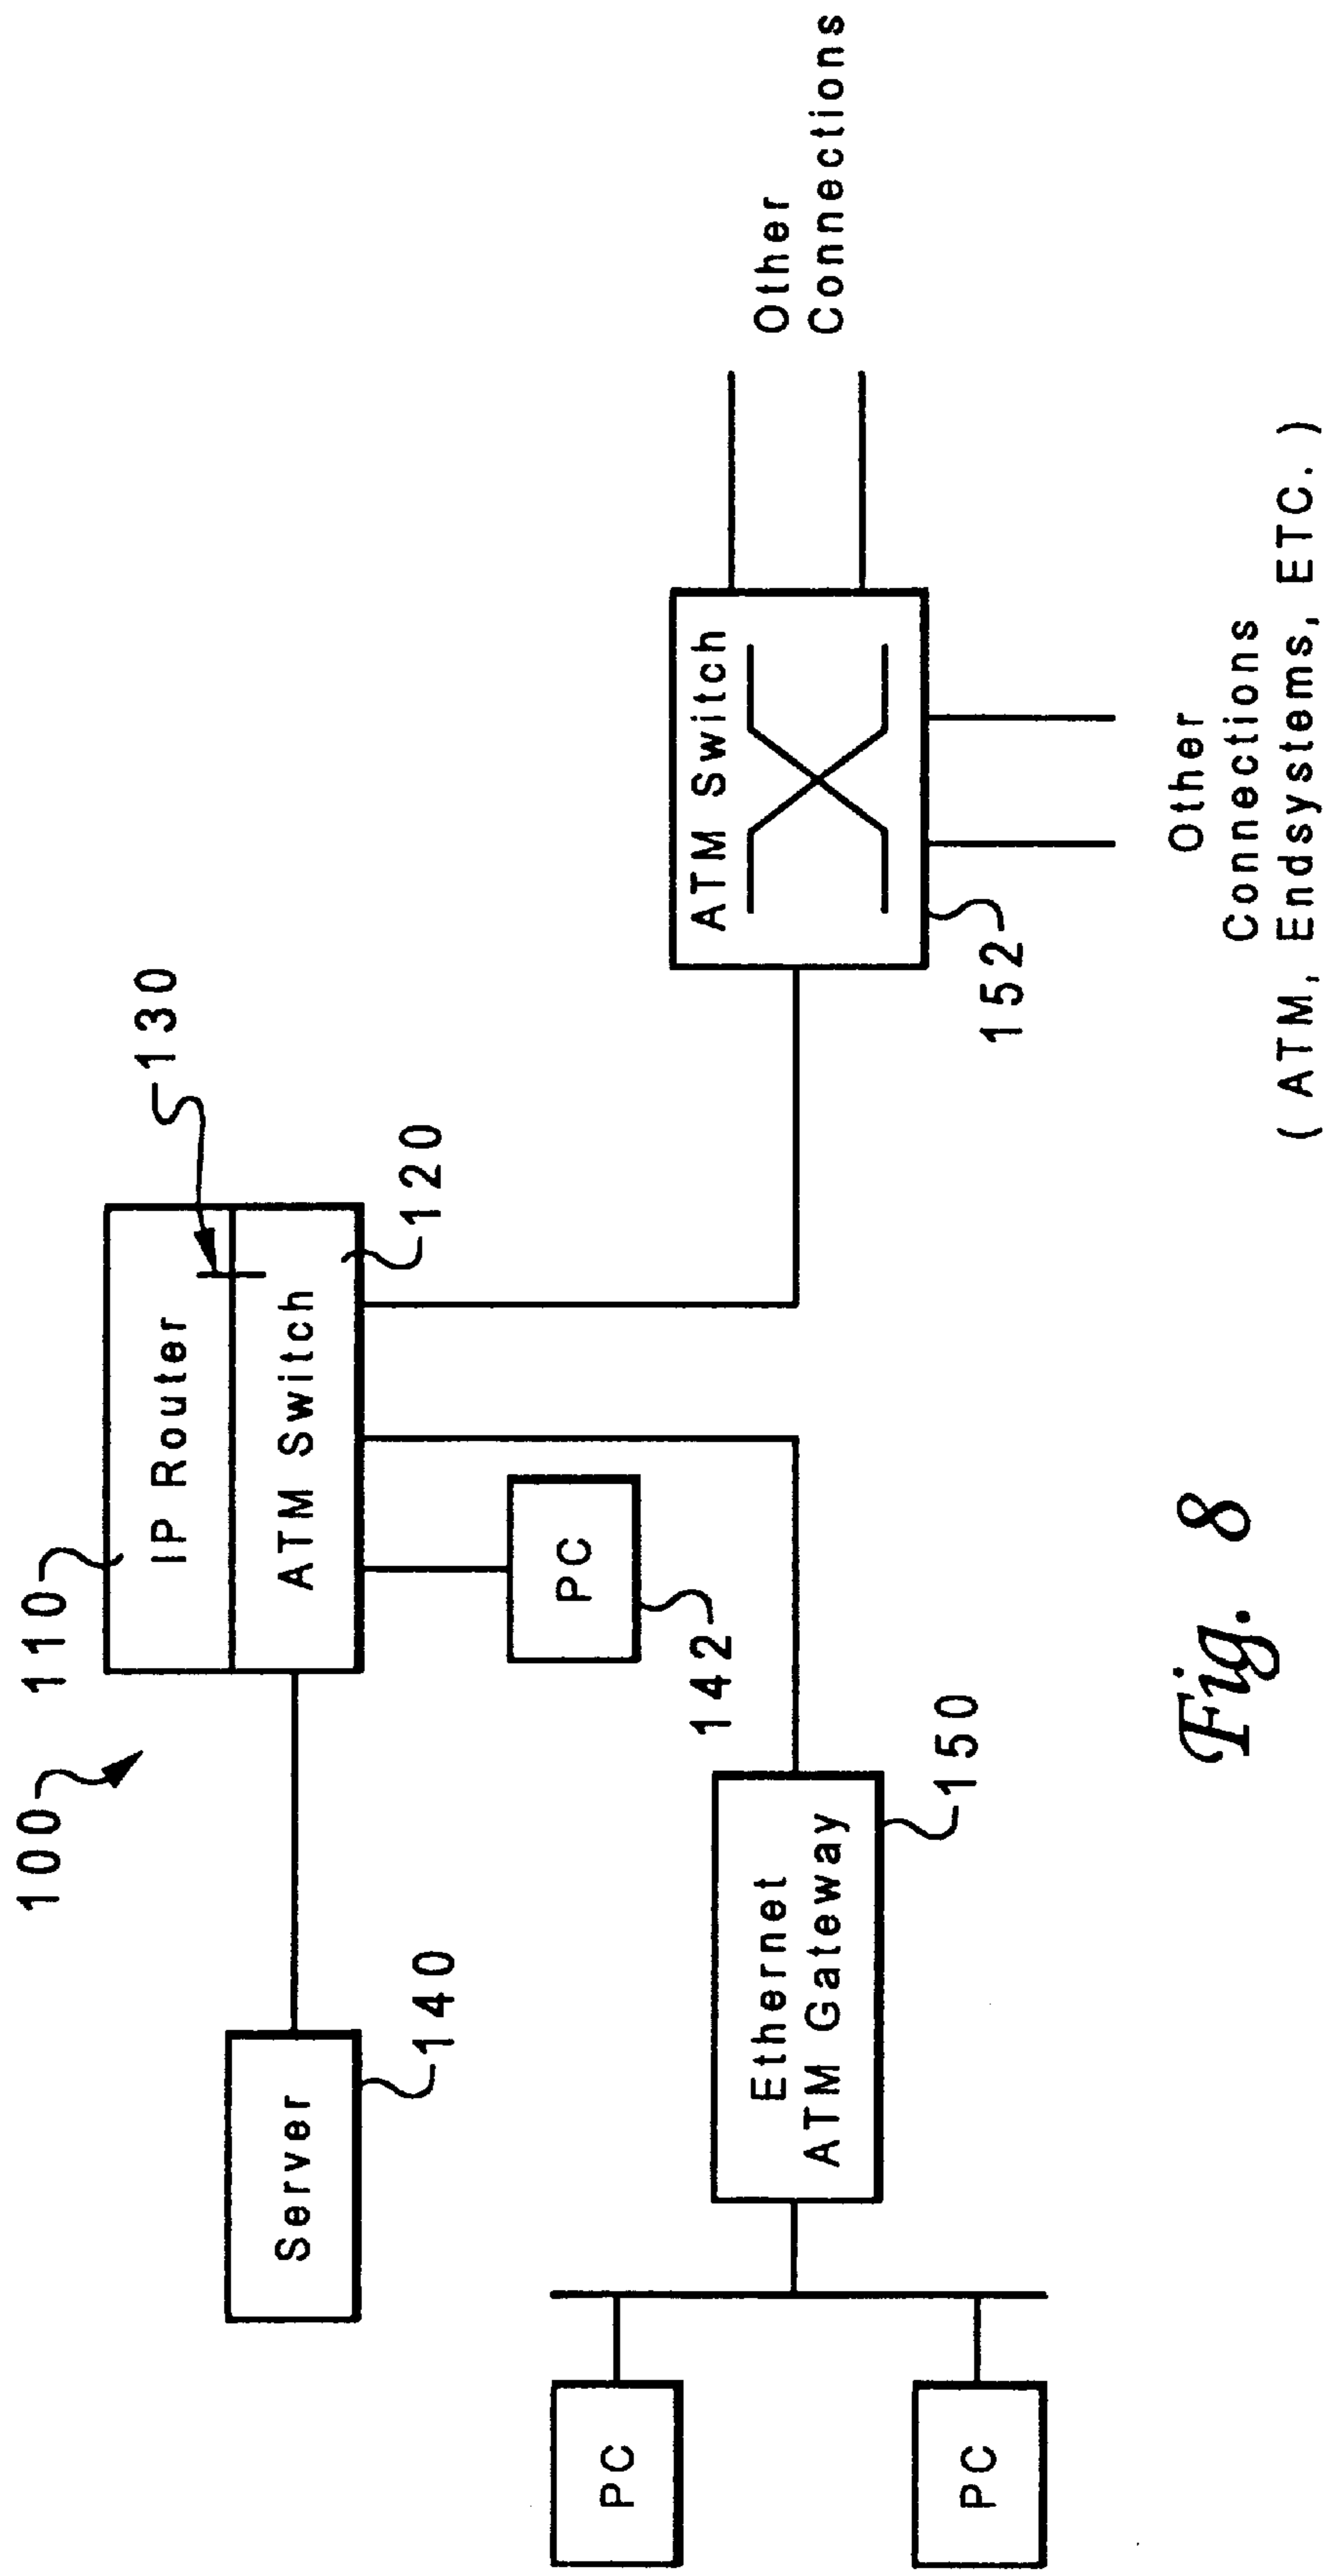 100
110
IP Router
130
ATM Switch
120
Server
140
PC
142
Ethernet
ATM Gateway
150
PC
PC
ATM Switch
152
Other
Connections
Other
Connections
( ATM, Endsystems, ETC. )
Fig. 8